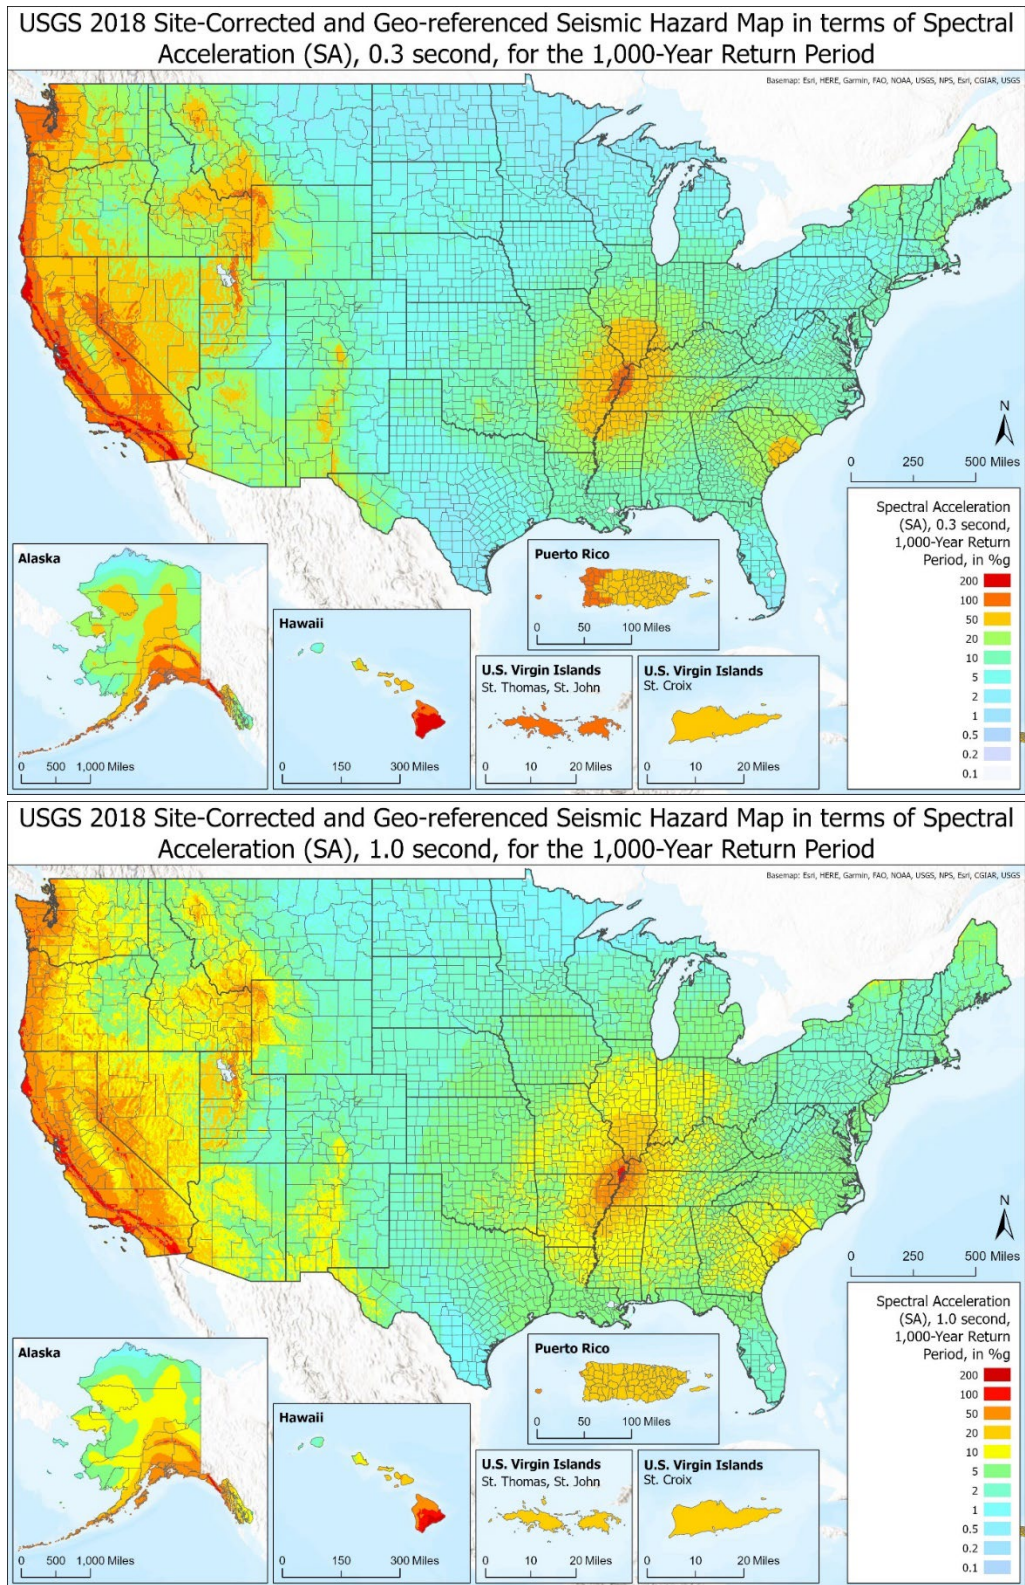 USGS 2018 Site-Corrected and Geo-referenced Seismic Hazard Map in terms of Spectral
Acceleration (SA), 0.3 second, for the 1,000-Year Return Period
Basemap: Esri, HERE, Garmin, FAO, NOAA, USGS, NPS, Esri, CGIAR, USGS
N
0 250 500 Miles
Spectral Acceleration
(SA), 0.3 second,
1,000-Year Return
Period, in %g
200
100
50
20
10
5
2
1
0.5
0.2
0.1
Alaska
0 500 1,000 Miles
Hawaii
0 150 300 Miles
Puerto Rico
0 50 100 Miles
U.S. Virgin Islands
St. Thomas, St. John
0 10 20 Miles
U.S. Virgin Islands
St. Croix
0 10 20 Miles
USGS 2018 Site-Corrected and Geo-referenced Seismic Hazard Map in terms of Spectral
Acceleration (SA), 1.0 second, for the 1,000-Year Return Period
Basemap: Esri, HERE, Garmin, FAO, NOAA, USGS, NPS, Esri, CGIAR, USGS
N
0 250 500 Miles
Spectral Acceleration
(SA), 1.0 second,
1,000-Year Return
Period, in %g
200
100
50
20
10
5
2
1
0.5
0.2
0.1
Alaska
0 500 1,000 Miles
Hawaii
0 150 300 Miles
Puerto Rico
0 50 100 Miles
U.S. Virgin Islands
St. Thomas, St. John
0 10 20 Miles
U.S. Virgin Islands
St. Croix
0 10 20 Miles